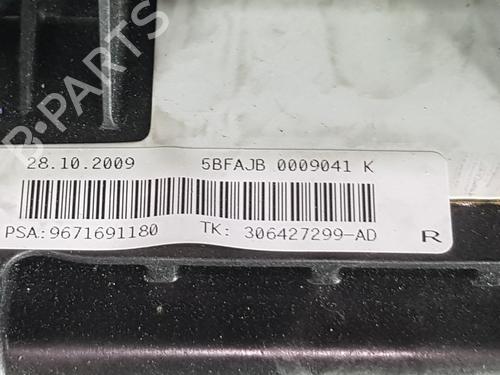 B-PARTS
28.10.2009 5BFAJB 0009041 K
PSA:9671691180 TK: 306427299-AD R